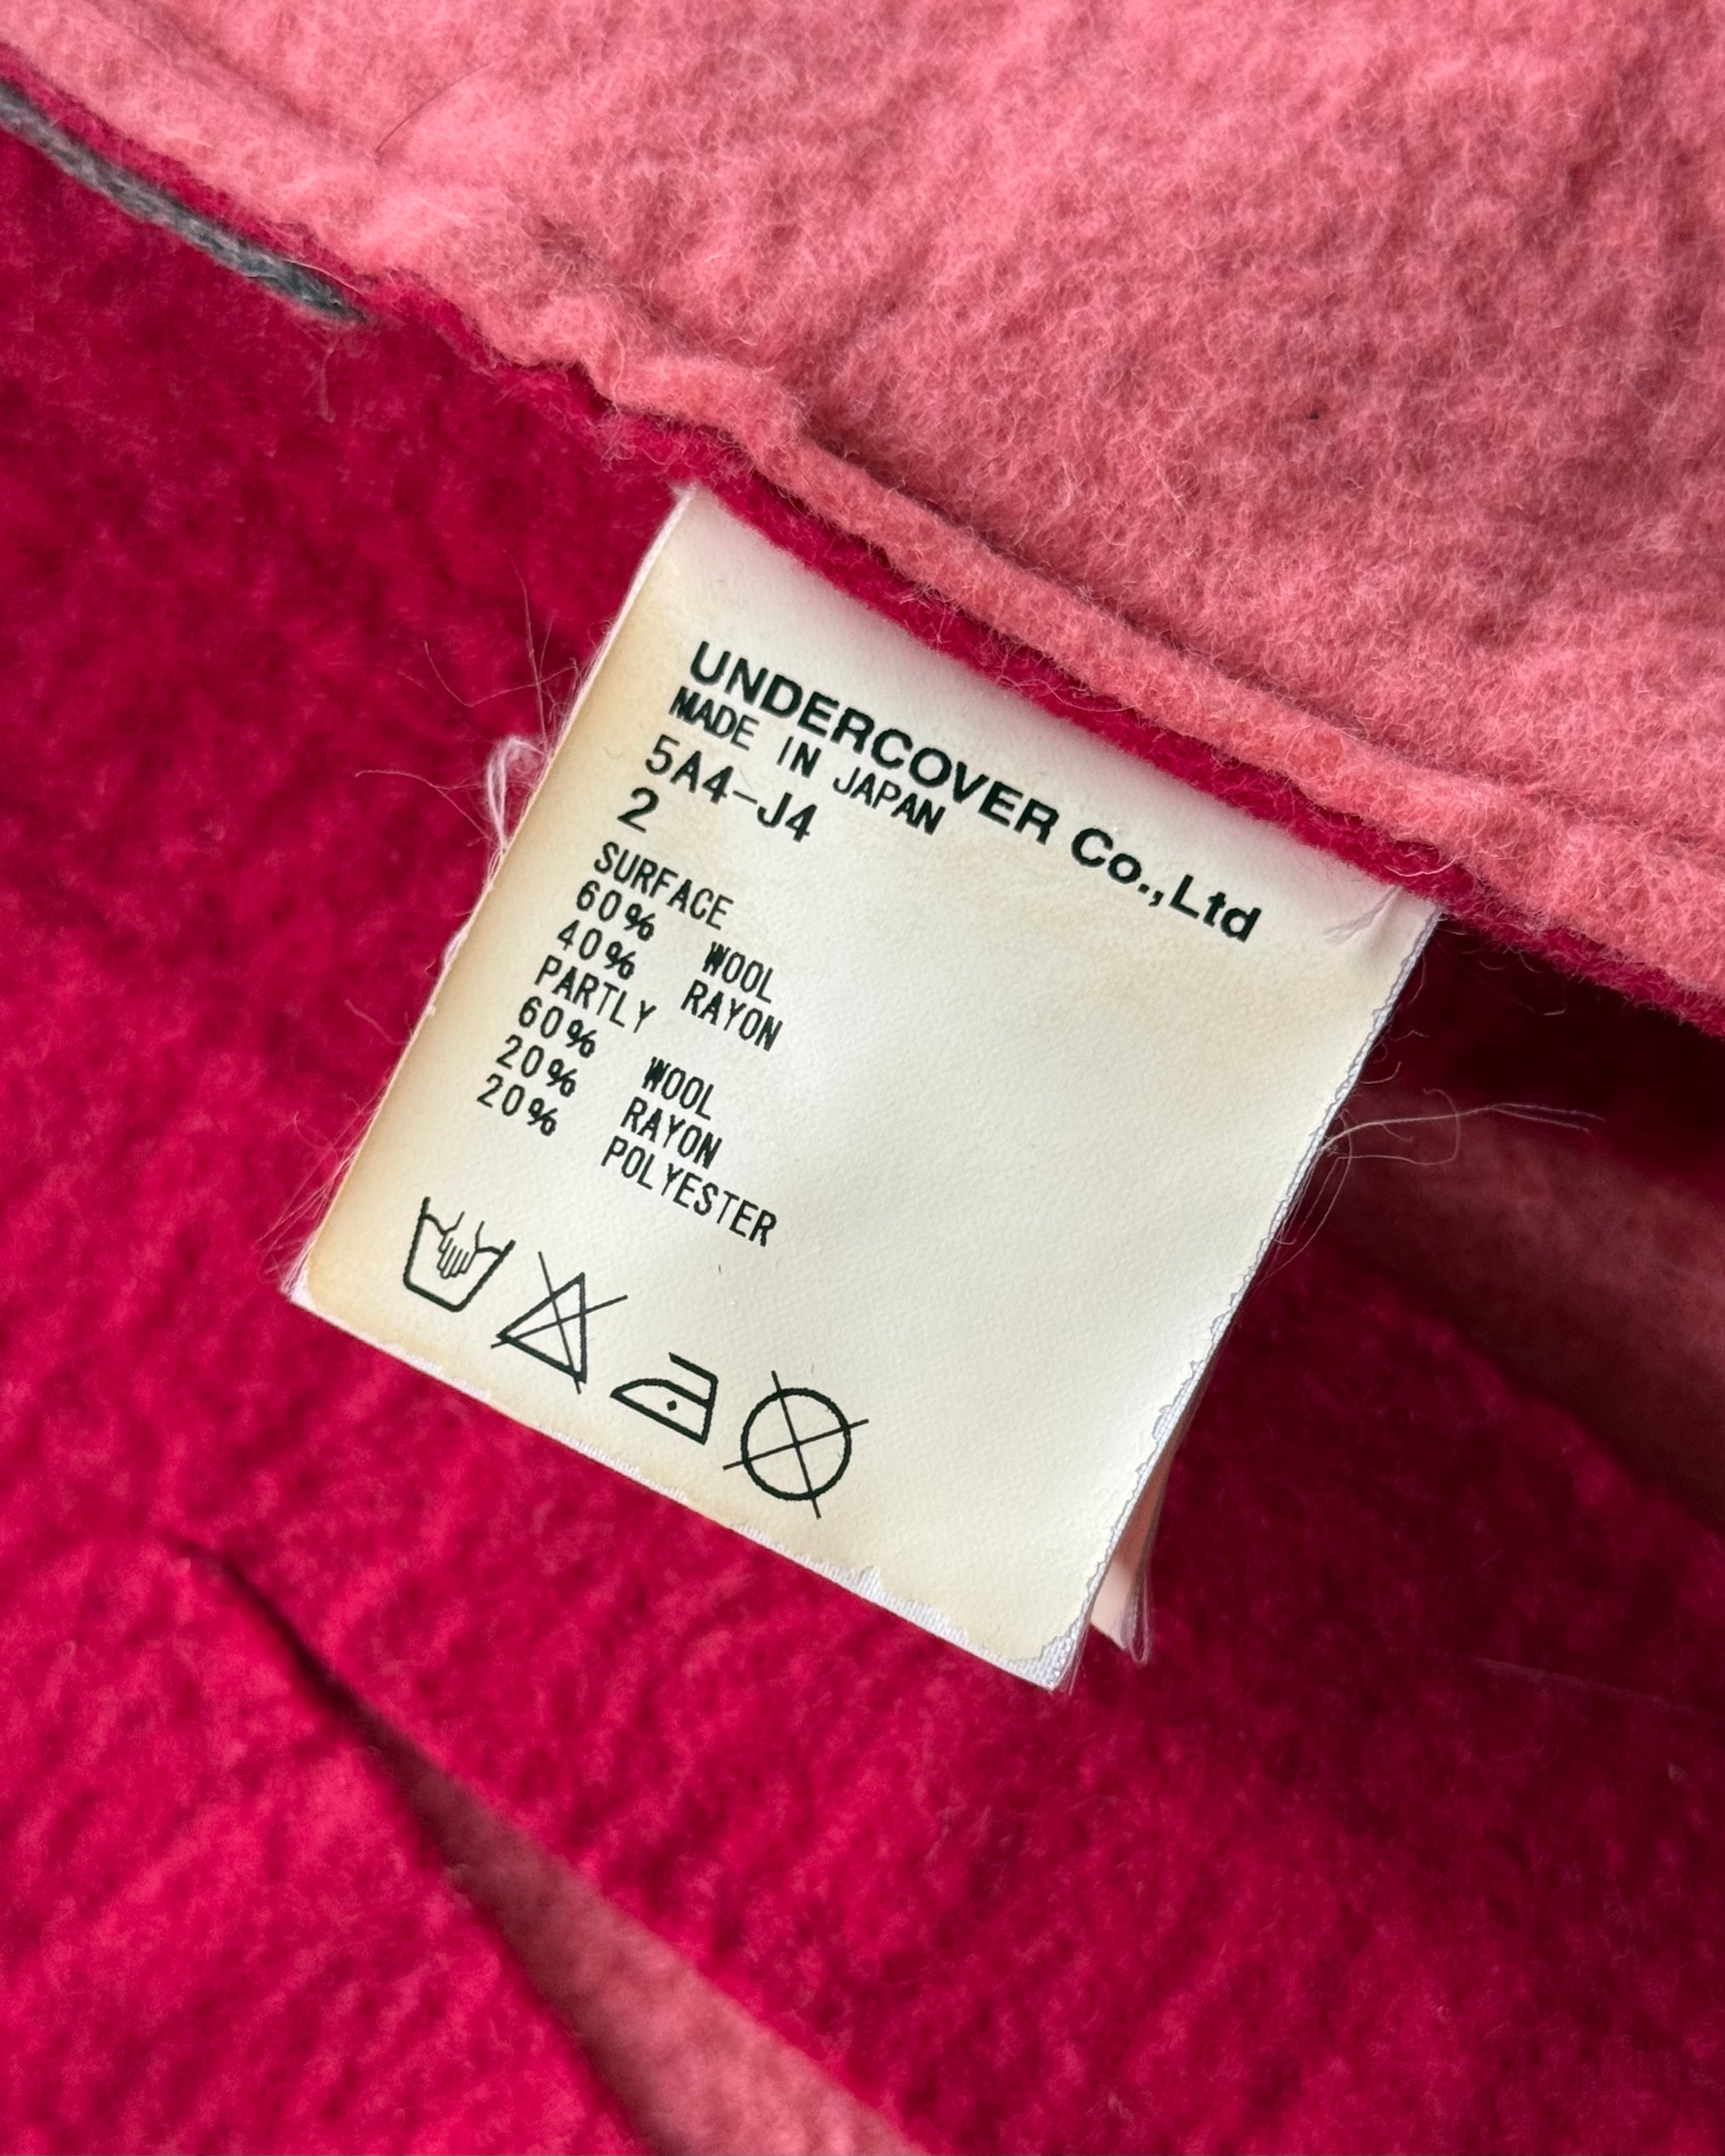 UNDERCOVER Co.,Ltd
MADE IN JAPAN
5A4-J4
2
SURFACE
60% WOOL
40% RAYON
PARTLY
60% WOOL
20% RAYON
20% POLYESTER